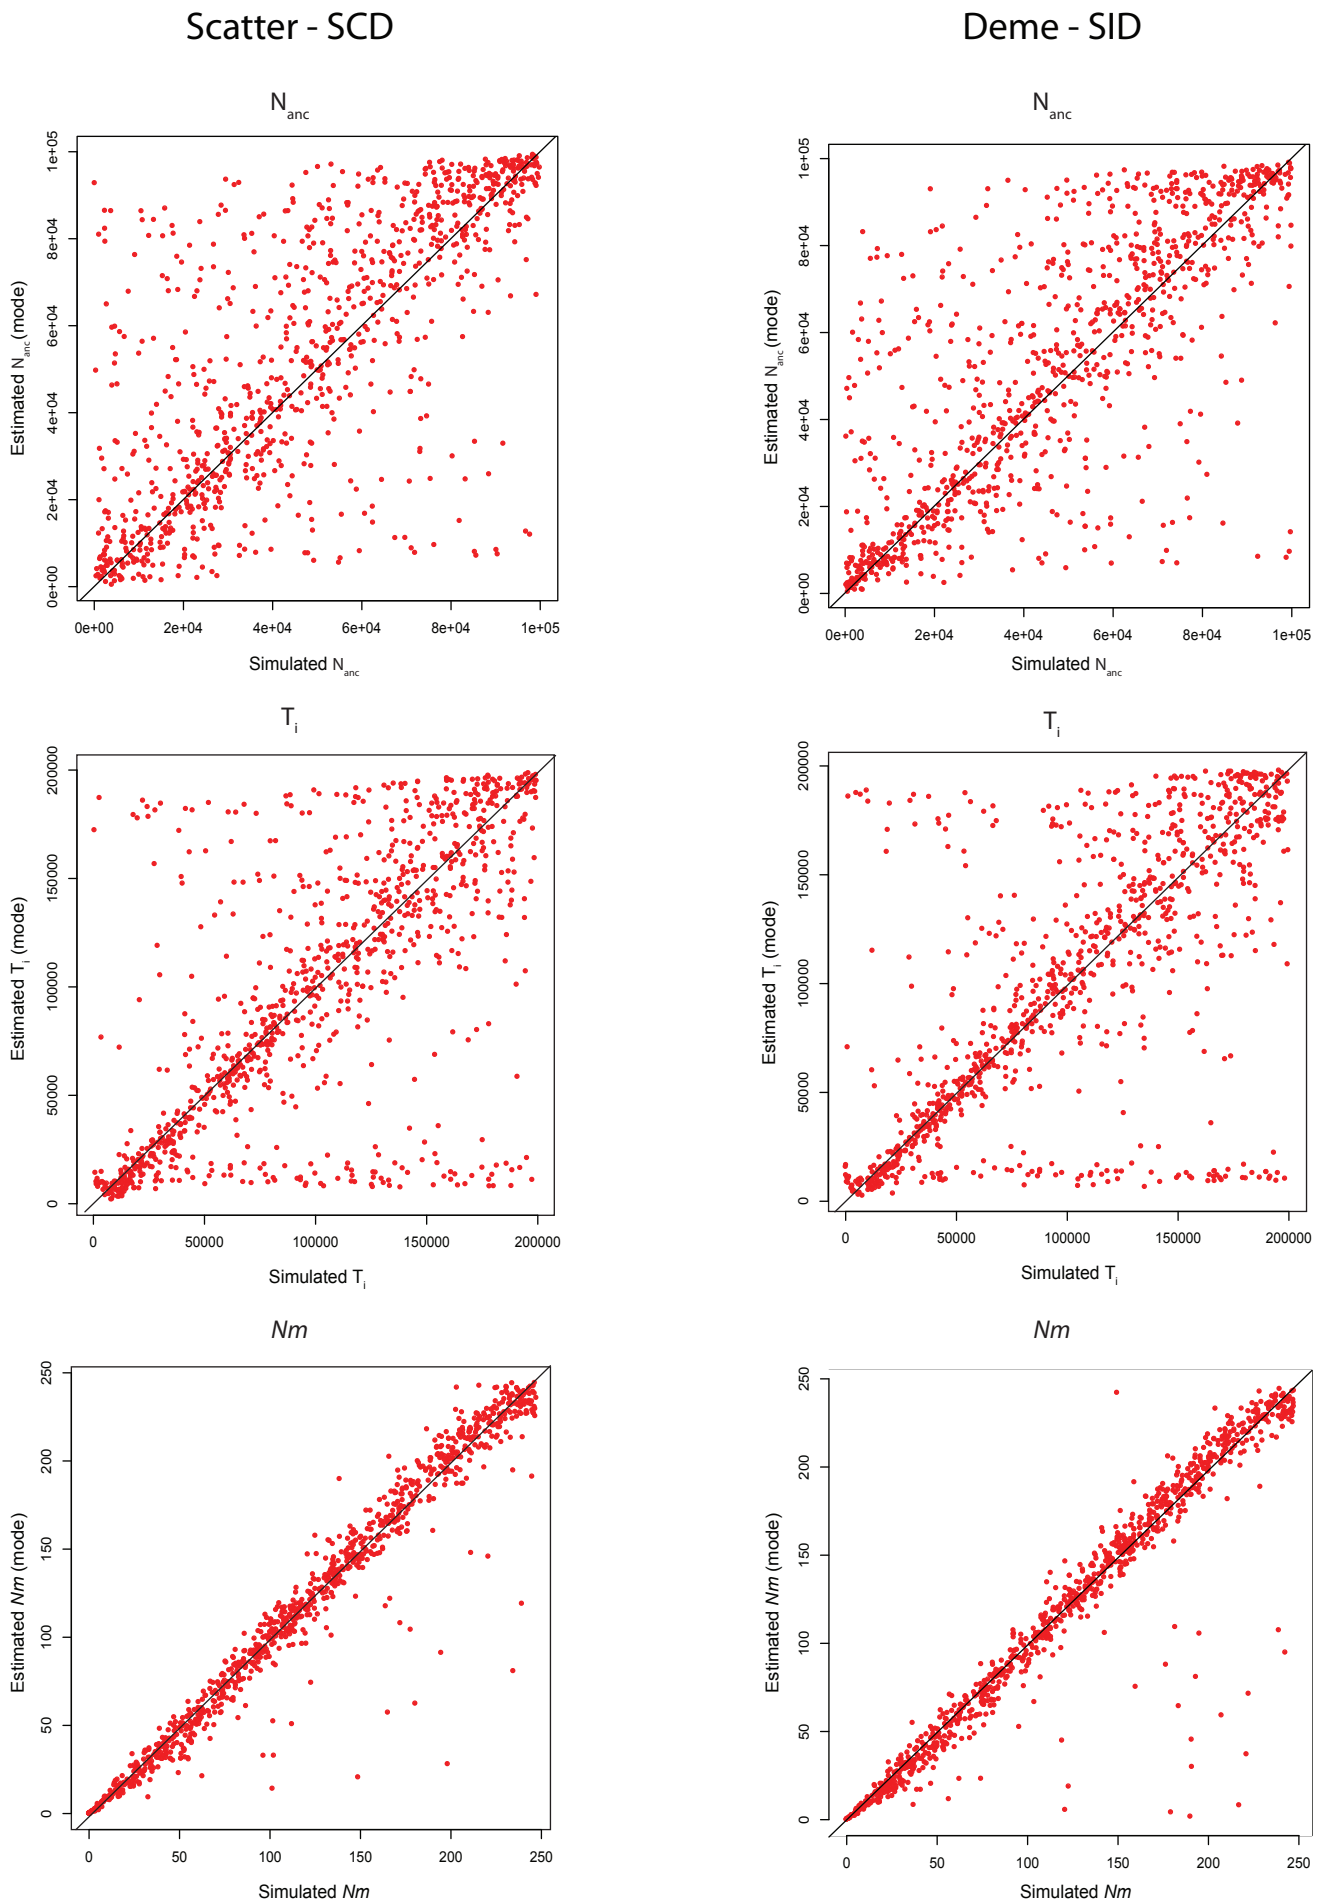 Scatter - SCD
Deme - SID
Nanc
Nanc
Estimated Nanc (mode)
0e+00 2e+04 4e+04 6e+04 8e+04 1e+05
0e+00 2e+04 4e+04 6e+04 8e+04 1e+05
Simulated Nanc
Estimated Nanc (mode)
0e+00 2e+04 4e+04 6e+04 8e+04 1e+05
0e+00 2e+04 4e+04 6e+04 8e+04 1e+05
Simulated Nanc
Ti
Ti
Estimated Ti (mode)
0 50000 100000 150000 200000
0 50000 100000 150000 200000
Simulated Ti
Estimated Ti (mode)
0 50000 100000 150000 200000
0 50000 100000 150000 200000
Simulated Ti
Nm
Nm
Estimated Nm (mode)
0 50 100 150 200 250
0 50 100 150 200 250
Simulated Nm
Estimated Nm (mode)
0 50 100 150 200 250
0 50 100 150 200 250
Simulated Nm